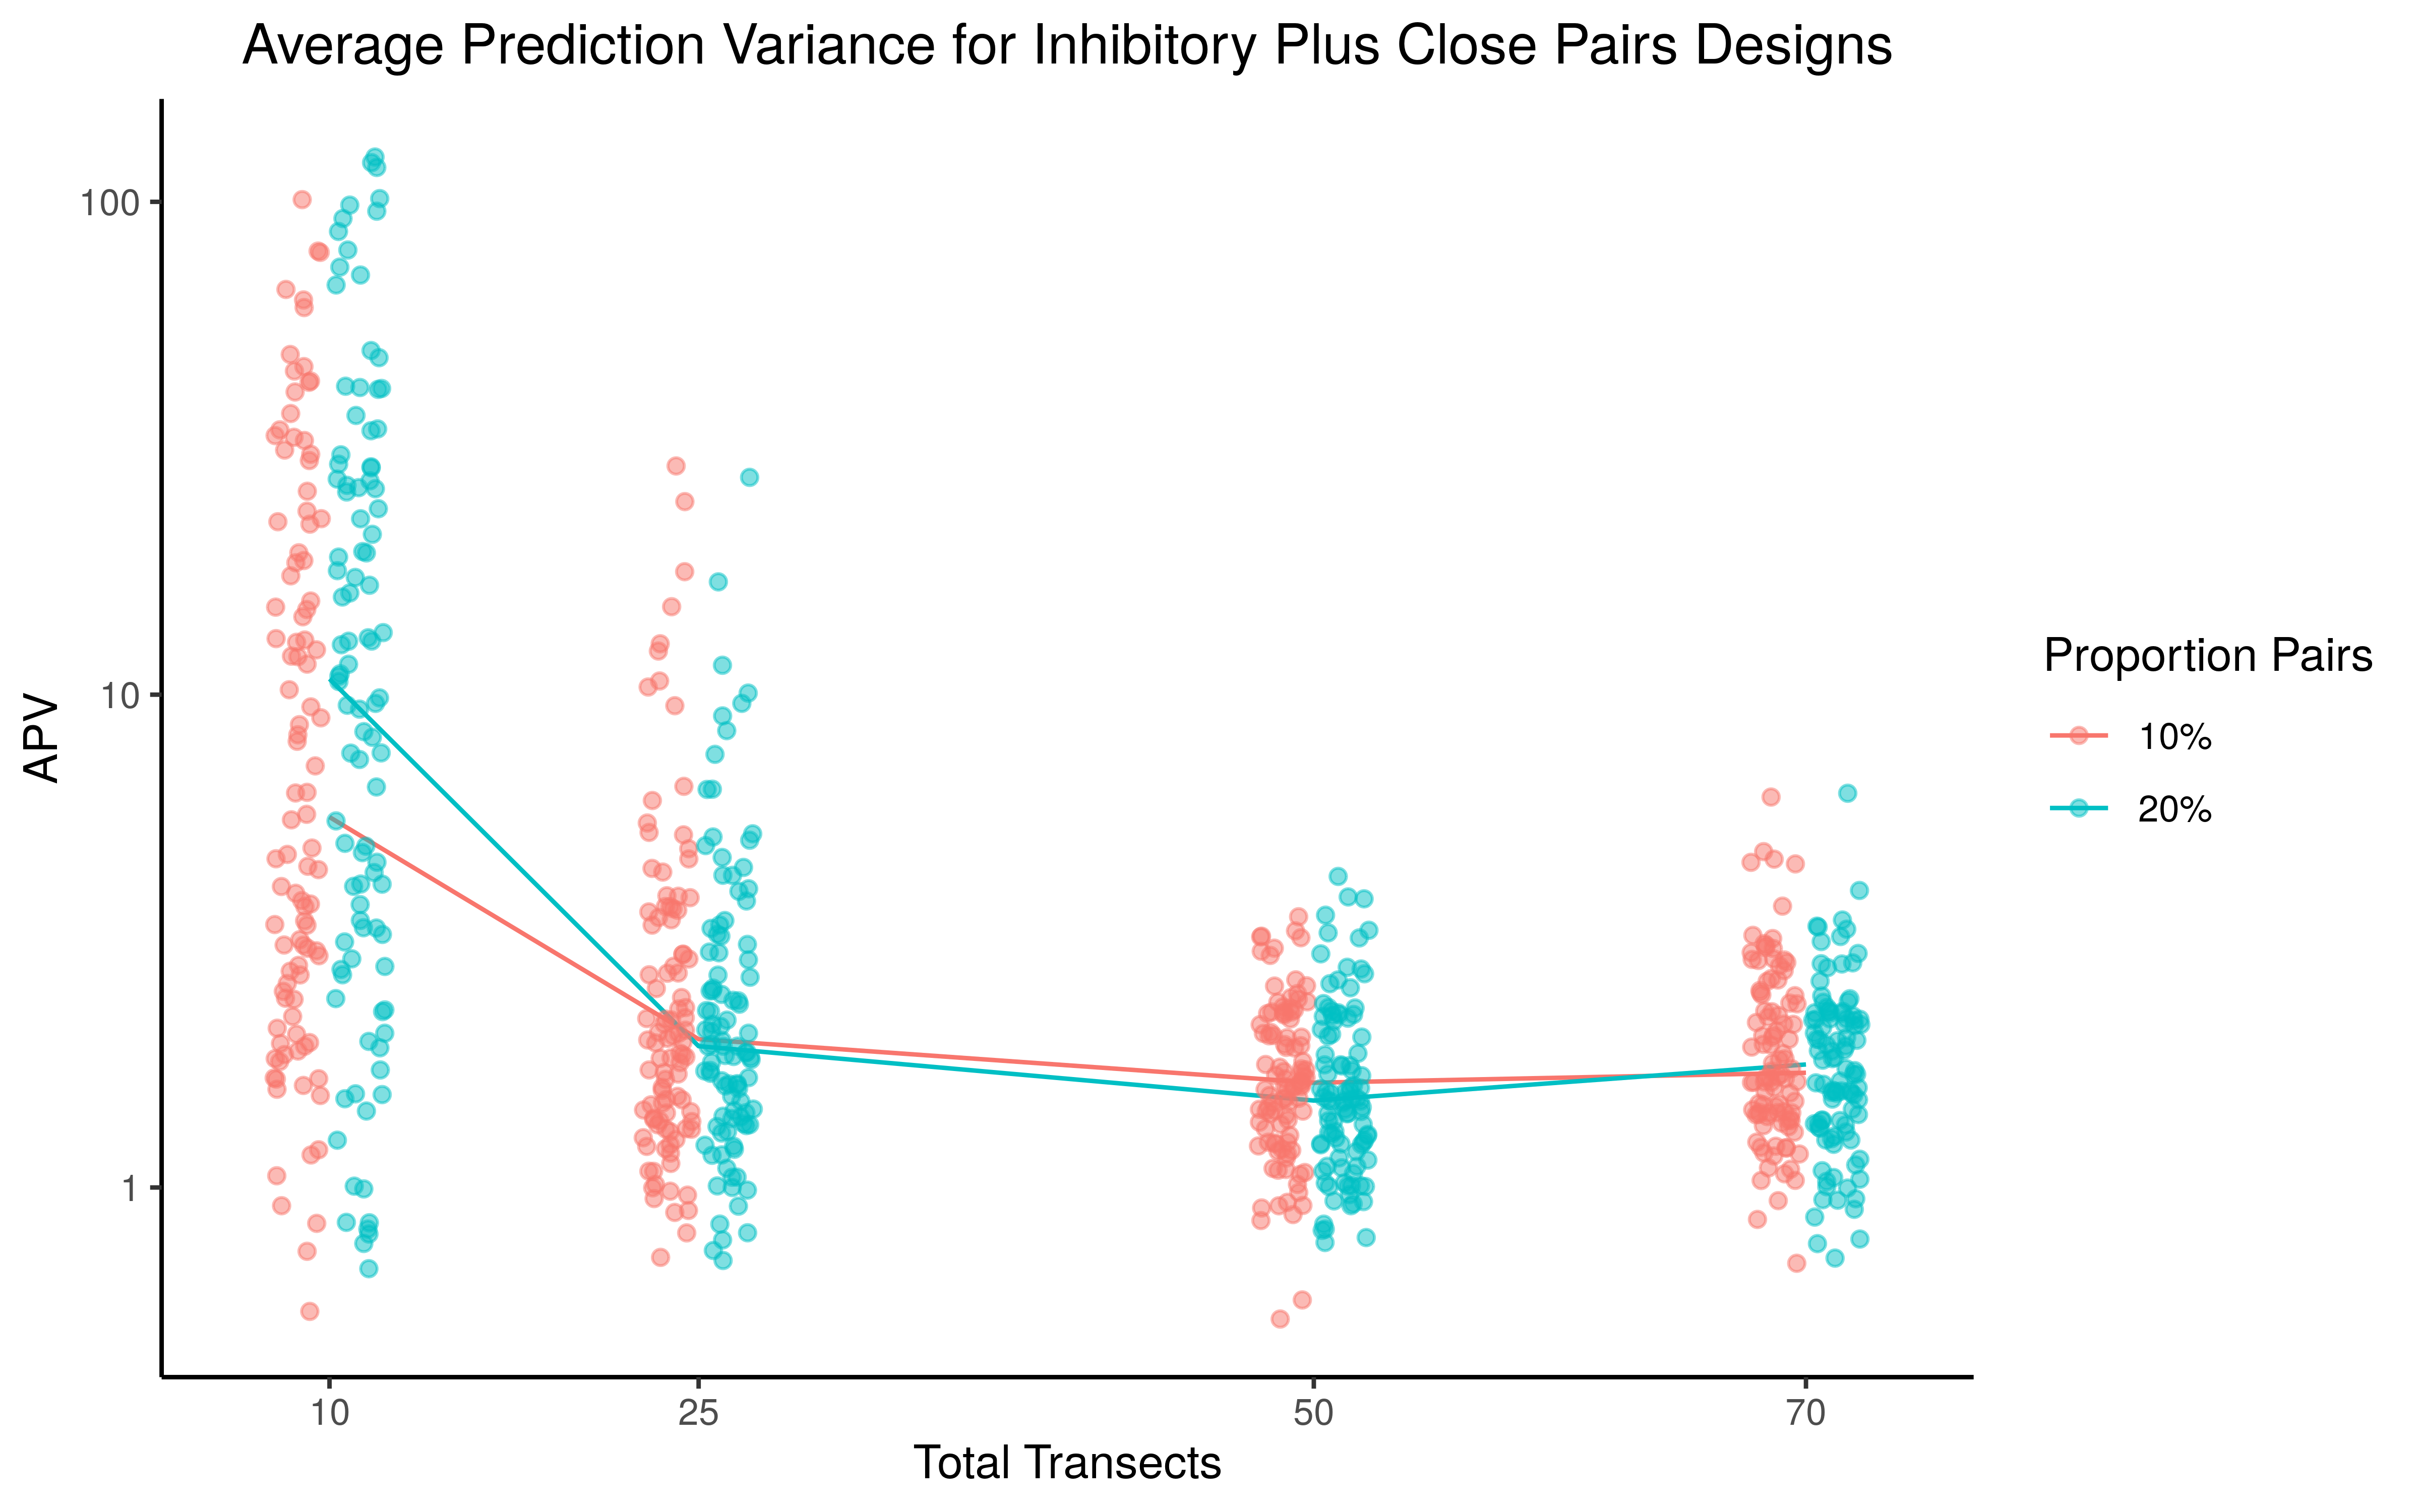 Average Prediction Variance for Inhibitory Plus Close Pairs Designs
100
10
1
APV
10
25
50
70
Total Transects
Proportion Pairs
10%
20%